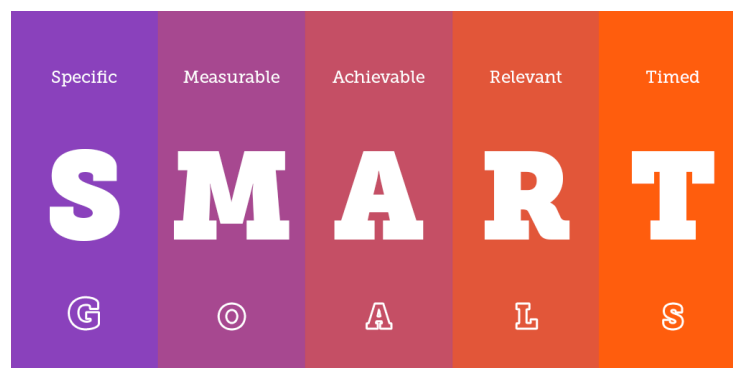 Specific Measurable Achievable Relevant Timed
S M A R T
G O A L S